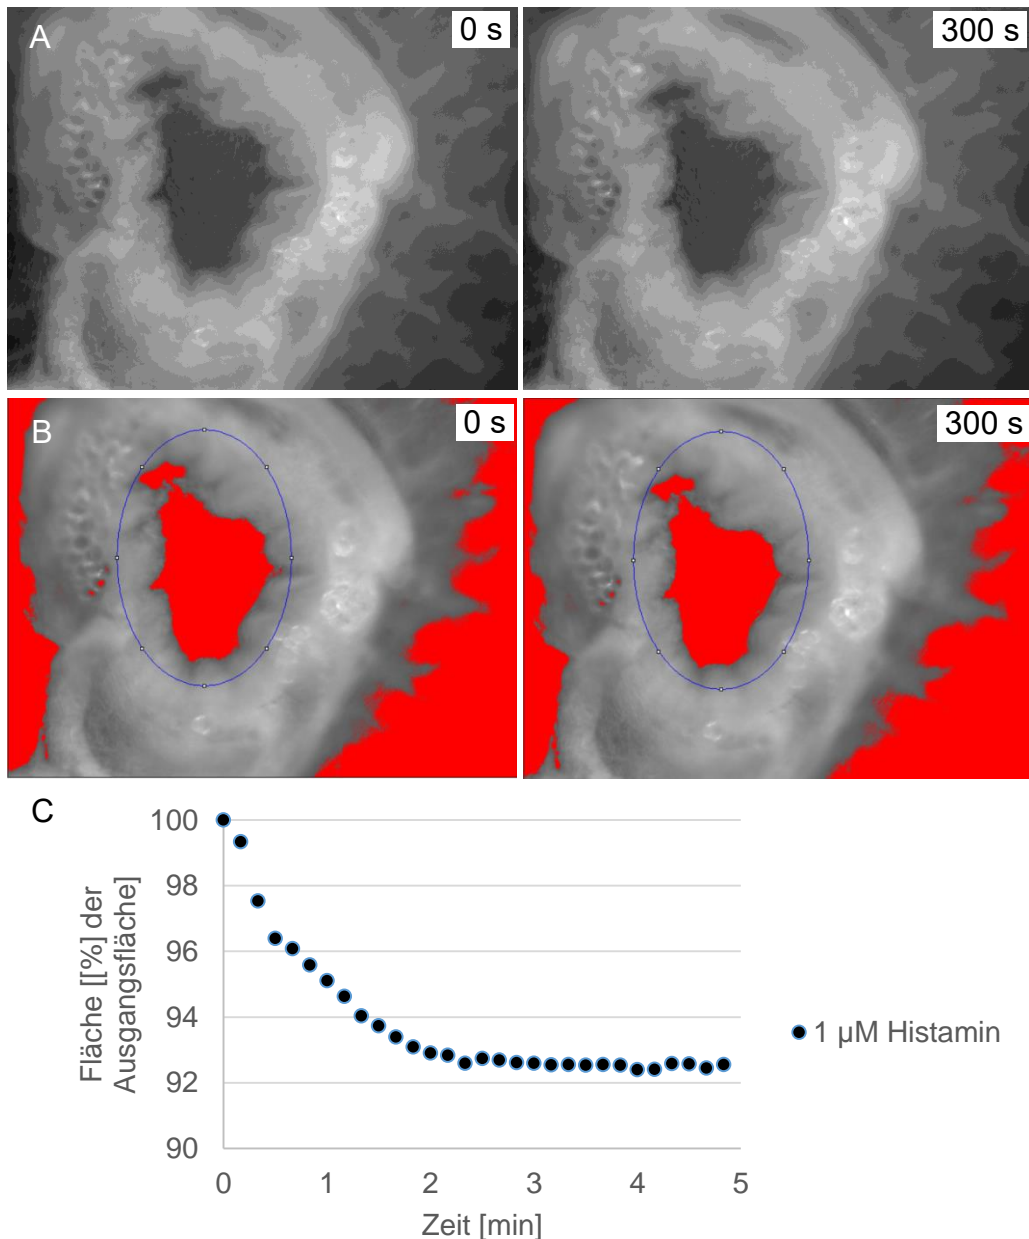 A
0 s
300 s
B
0 s
300 s
C
100
98
96
94
92
90
Fläche [[%] der
Ausgangsfläche]
0 1 2 3 4 5
Zeit [min]
1 µM Histamin